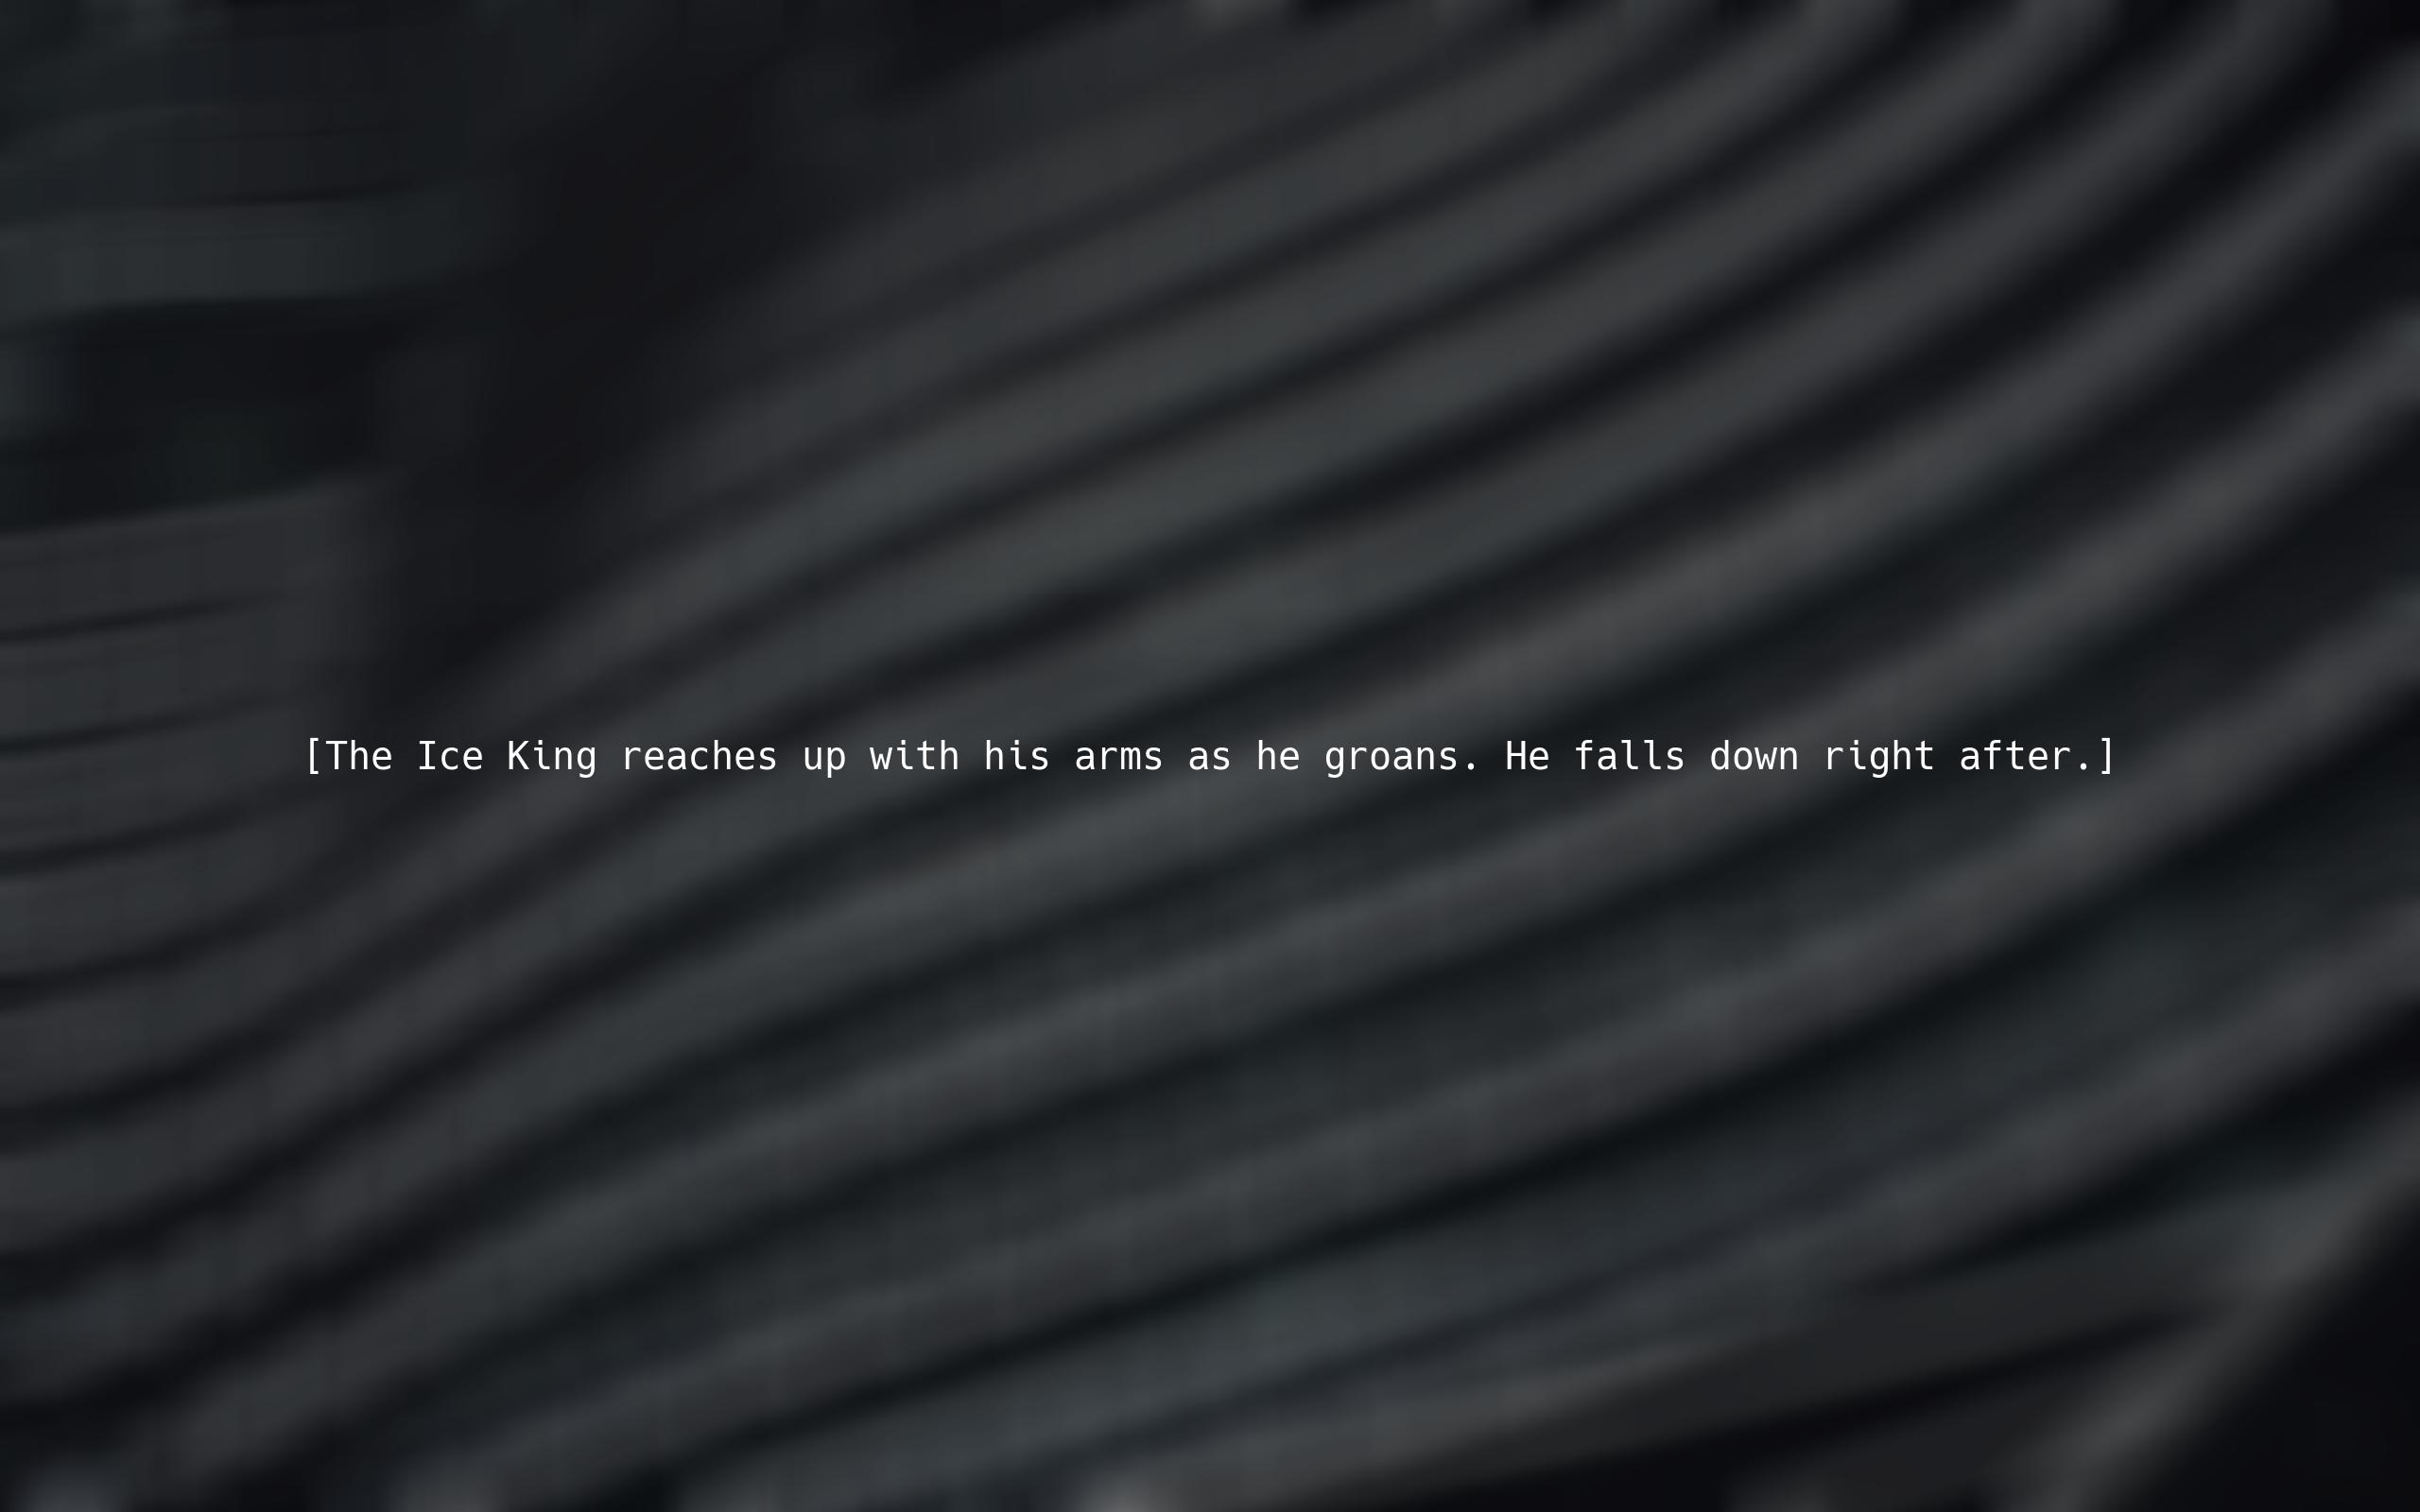 [The Ice King reaches up with his arms as he groans. He falls down right after.]